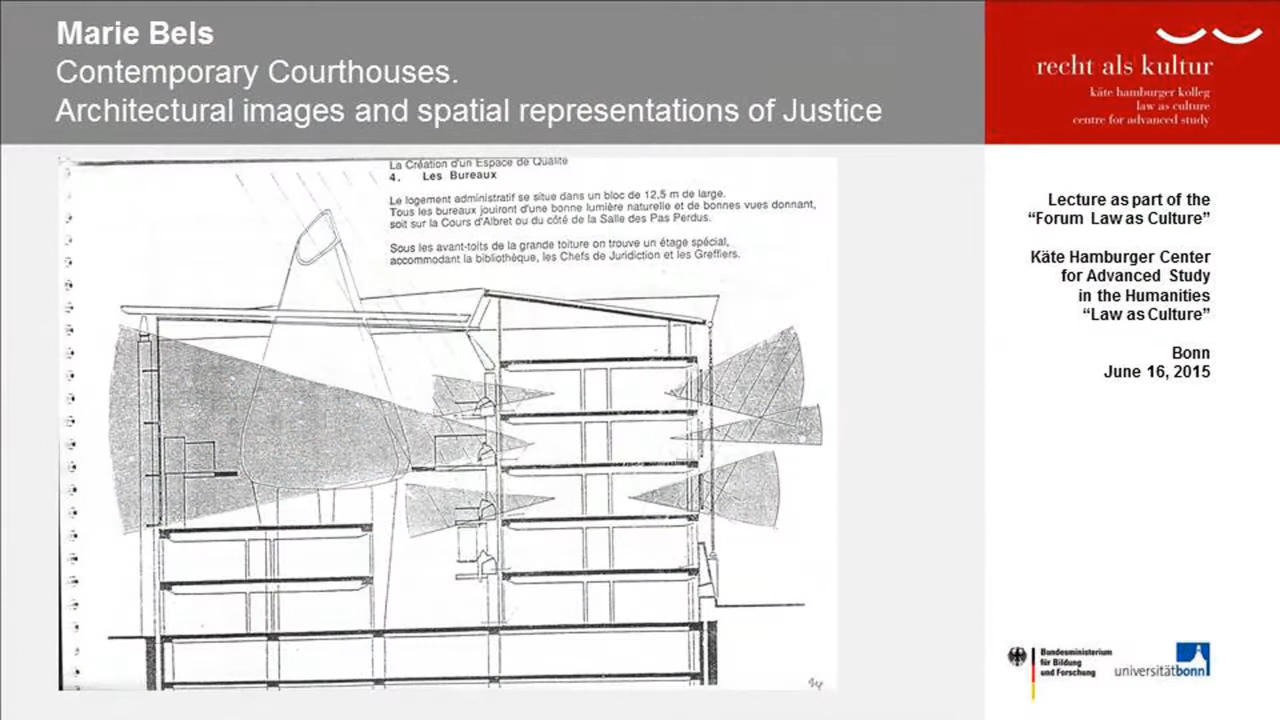 Marie Bels
Contemporary Courthouses.
Architectural images and spatial representations of Justice
recht als kultur
käte hamburger kolleg
law as culture
centre for advanced study
La Création d'un Espace de Qualité
4. Les Bureaux
Le logement administratif se situe dans un bloc de 12,5 m de large.
Tous les bureaux jouiront d'une bonne lumière naturelle et de bonnes vues donnant,
soit sur la Cours d'Albret ou du côté de la Salle des Pas Perdus.
Sous les avant-toits de la grande toiture on trouve un étage spécial,
accommodant la bibliothèque, les Chefs de Juridiction et les Greffiers.
Lecture as part of the
“Forum Law as Culture”
Käte Hamburger Center
for Advanced Study
in the Humanities
“Law as Culture”
Bonn
June 16, 2015
Bundesministerium
für Bildung
und Forschung
universitätbonn